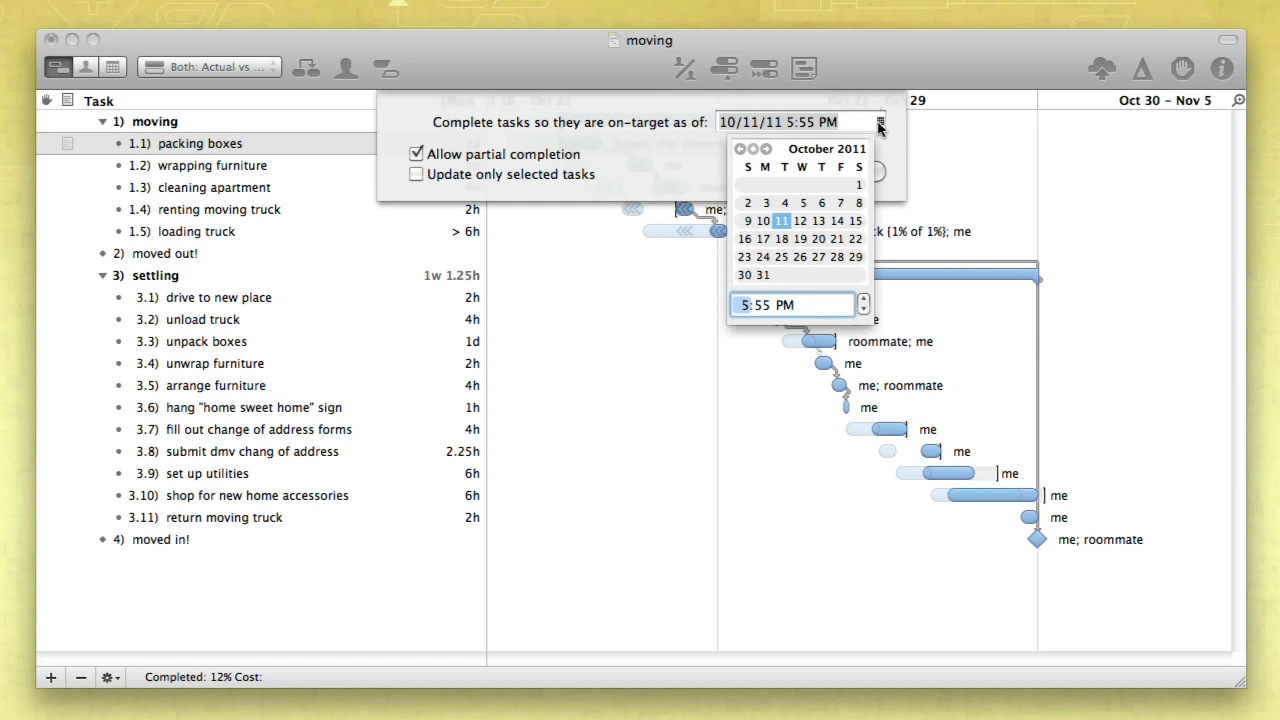 moving
Both: Actual vs ...
Task
29
Oct 30 – Nov 5
Complete tasks so they are on-target as of: 10/11/11 5:55 PM
Allow partial completion
Update only selected tasks
October 2011
S M T W T F S
1
2 3 4 5 6 7 8
9 10 11 12 13 14 15
16 17 18 19 20 21 22
23 24 25 26 27 28 29
30 31
5:55 PM
1) moving
1.1) packing boxes
1.2) wrapping furniture
1.3) cleaning apartment
1.4) renting moving truck 2h me;
1.5) loading truck > 6h k {1% of 1%}; me
2) moved out!
3) settling 1w 1.25h
3.1) drive to new place 2h
3.2) unload truck 4h e
3.3) unpack boxes 1d roommate; me
3.4) unwrap furniture 2h me
3.5) arrange furniture 4h me; roommate
3.6) hang "home sweet home" sign 1h me
3.7) fill out change of address forms 4h me
3.8) submit dmv chang of address 2.25h me
3.9) set up utilities 6h me
3.10) shop for new home accessories 6h me
3.11) return moving truck 2h me
4) moved in! me; roommate
Completed: 12% Cost: